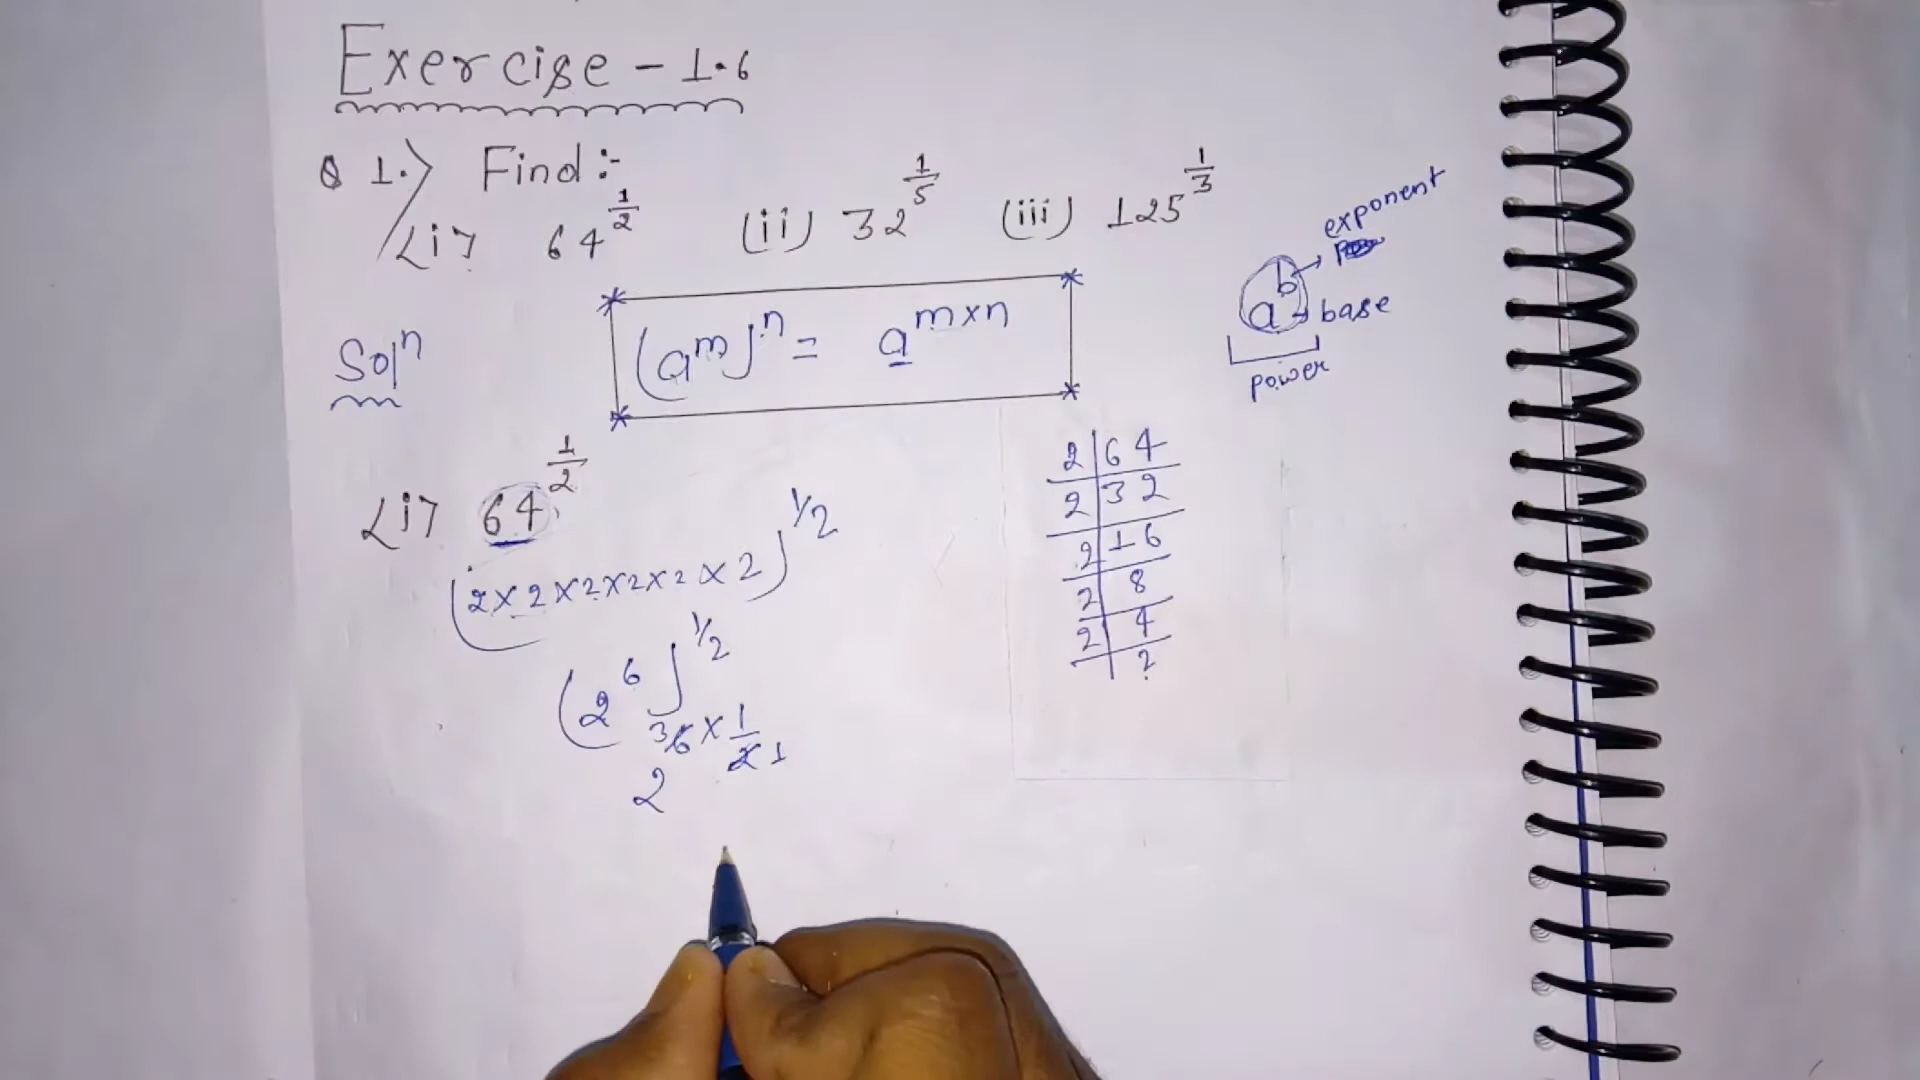 Exercise - 1.6
Q 1.> Find :-
(i) 64^1/2 (ii) 32^1/5 (iii) 125^1/3
a^b → exponent
→ base
power
Sol^n
(a^m)^n = a^m×n
(i) 64^1/2
(2×2×2×2×2×2)^1/2
(2^6)^1/2
2^6×1/2 3 1
2|64
2|32
2|16
2|8
2|4
2